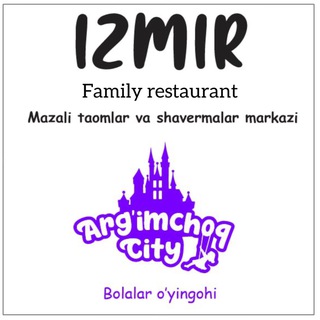 IZMIR
Family restaurant
Mazali taomlar va shavermalar markazi
Arg'imchoq
City
Bolalar o'yingohi